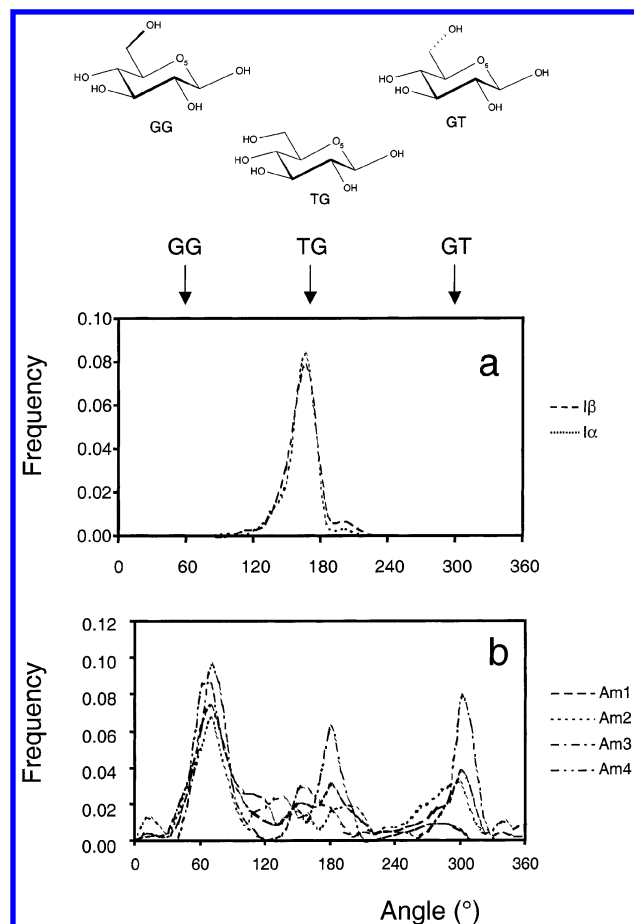 OH
OH
HO
O5
OH
HO
O5
OH
HO
OH
HO
OH
GG
HO
O5
OH
GT
HO
HO
OH
TG
GG TG GT
0.10
0.08
0.06
0.04
0.02
0.00
Frequency
a
Iβ
Iα
0 60 120 180 240 300 360
0.12
0.10
0.08
0.06
0.04
0.02
0.00
Frequency
b
Am1
Am2
Am3
Am4
0 60 120 180 240 300 360
Angle (°)